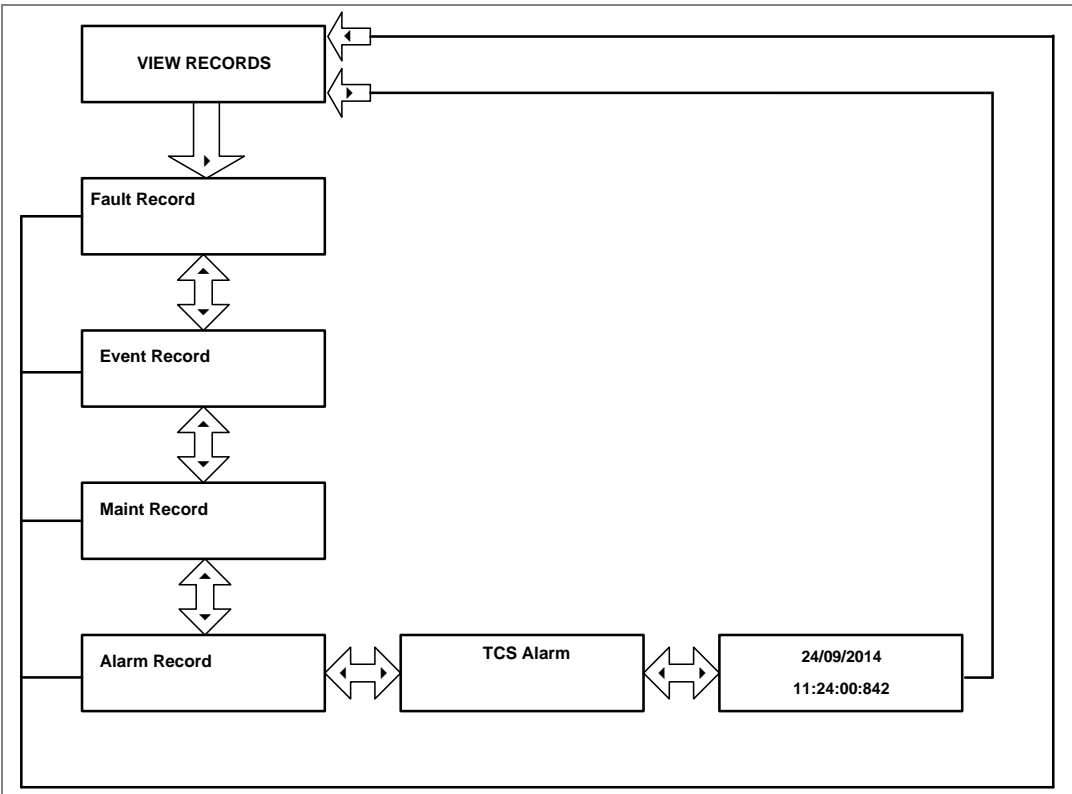 VIEW RECORDS
Fault Record
Event Record
Maint Record
Alarm Record
TCS Alarm
24/09/2014
11:24:00:842